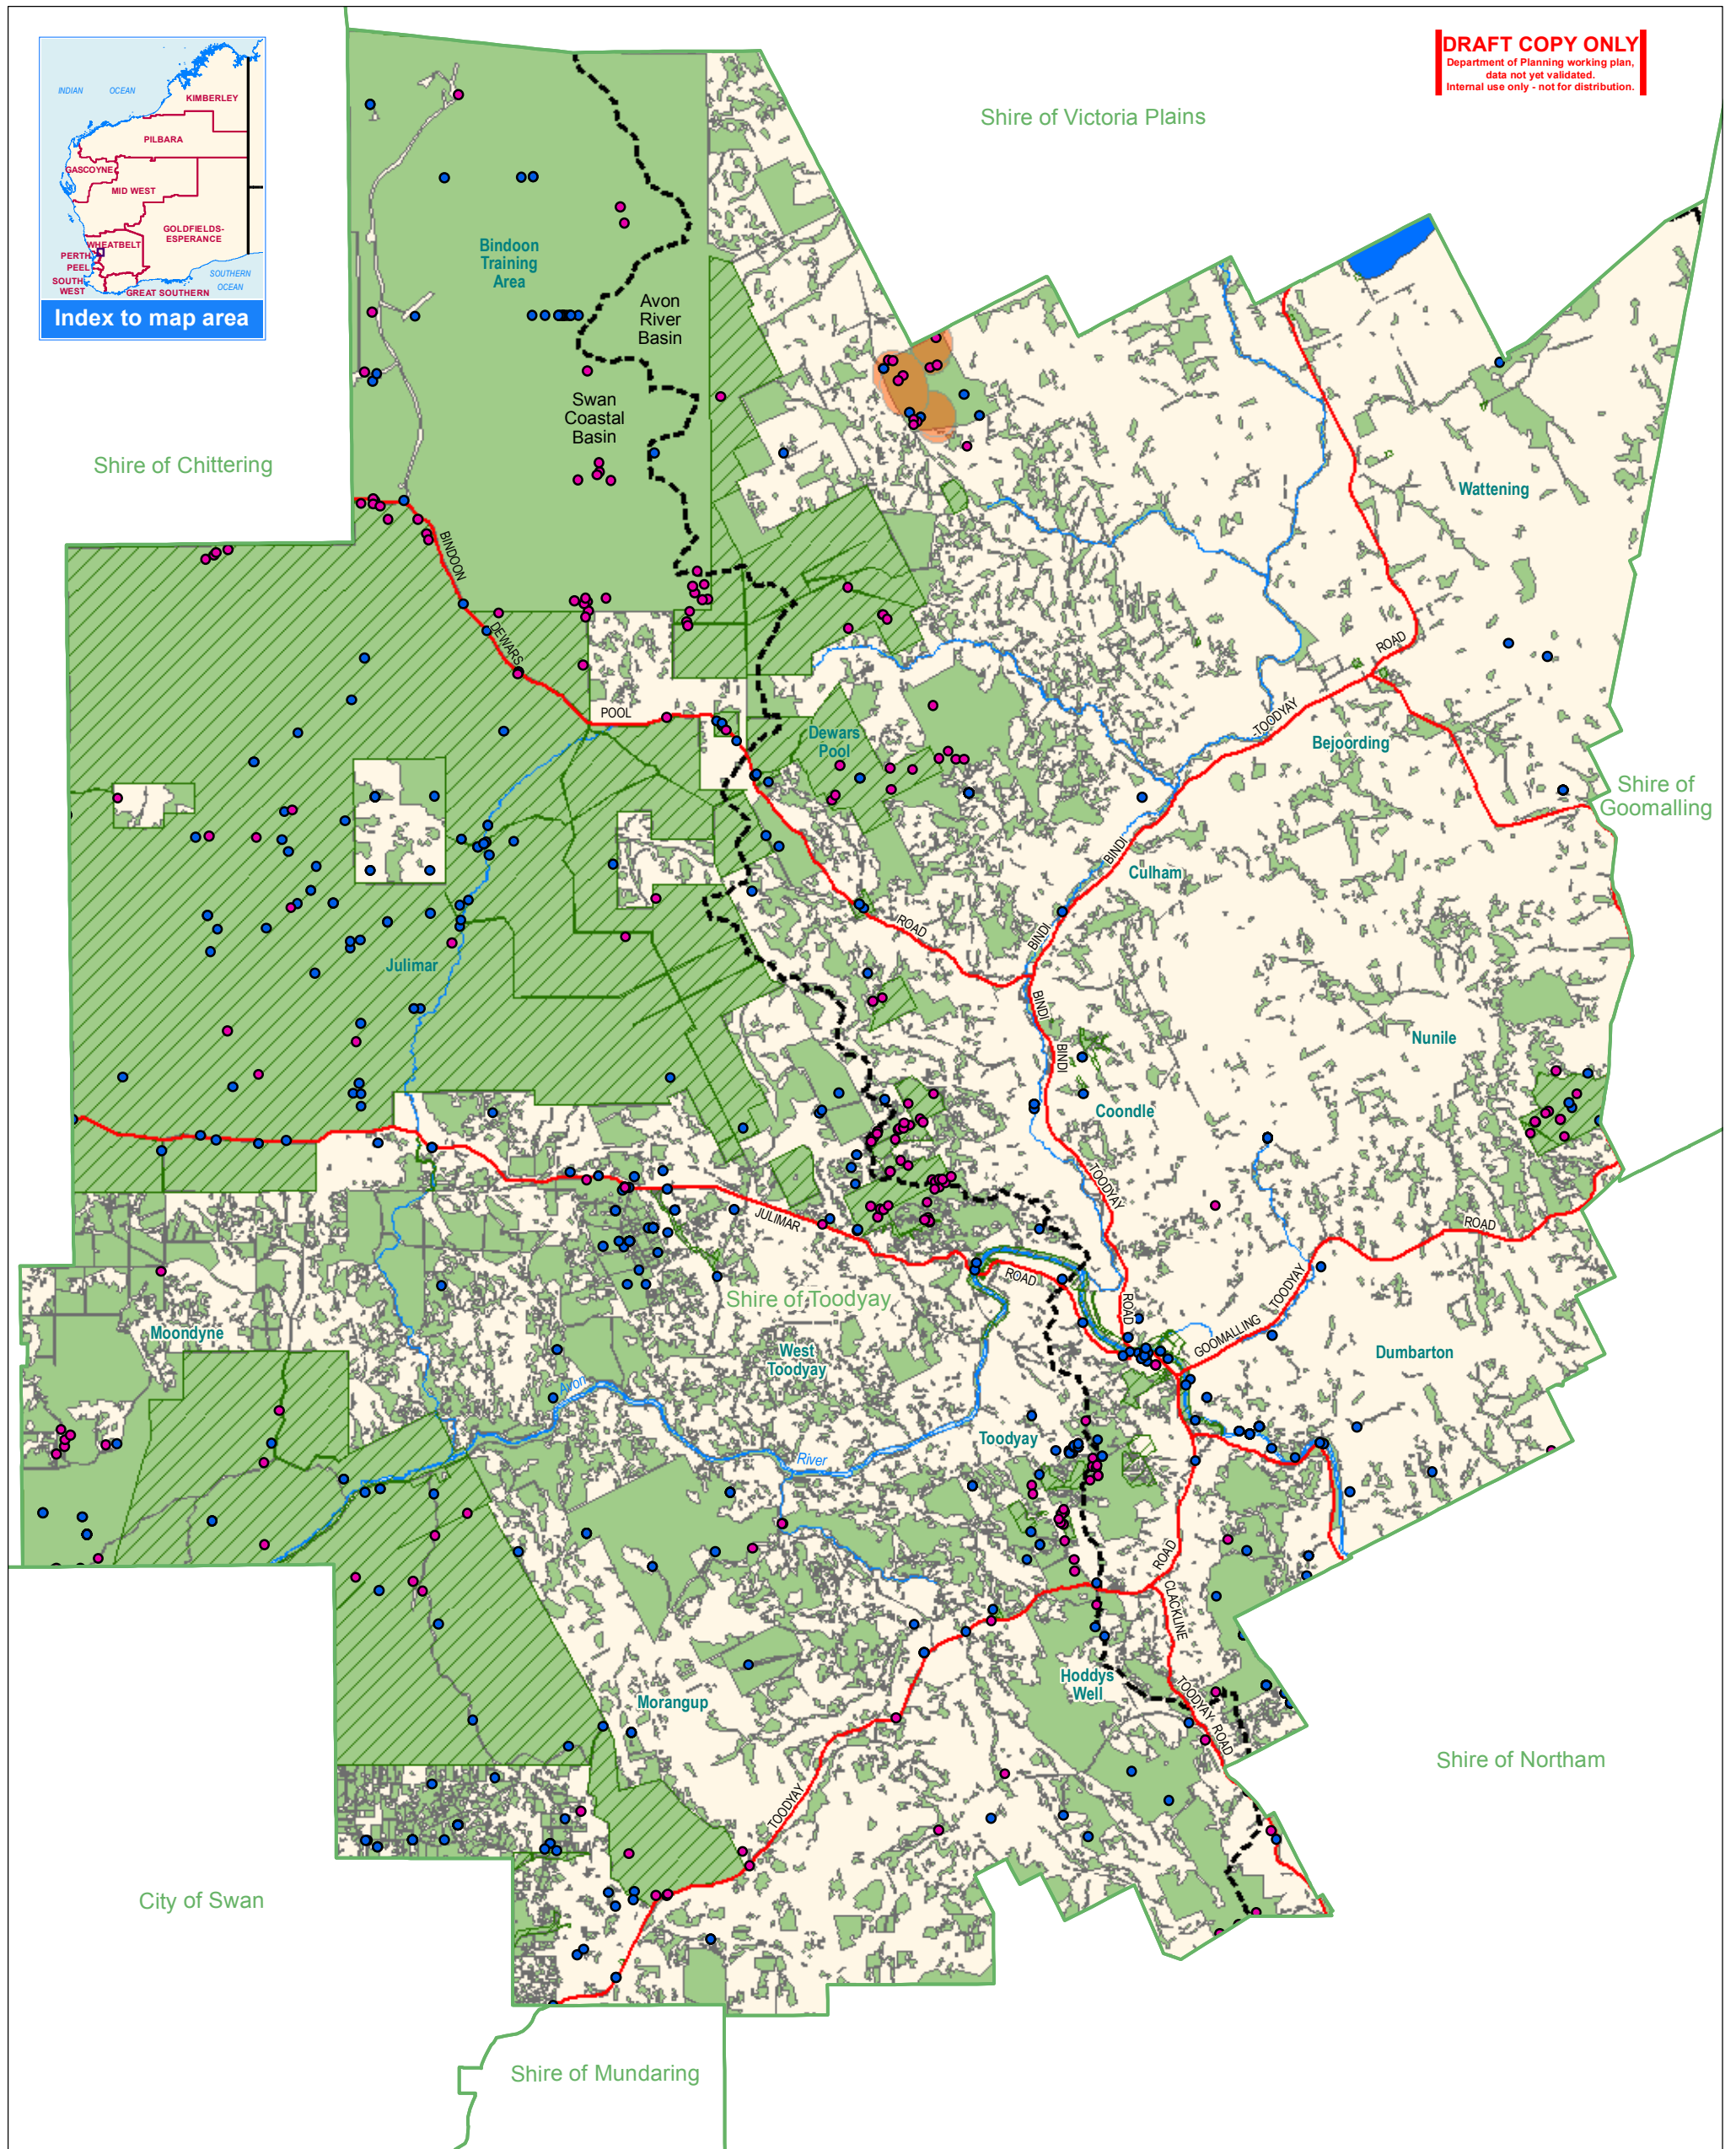 DRAFT COPY ONLY
Department of Planning working plan,
data not yet validated.
Internal use only - not for distribution.
INDIAN OCEAN
KIMBERLEY
PILBARA
GASCOYNE
MID WEST
GOLDFIELDS-
ESPERANCE
WHEATBELT
PERTH
PEEL
SOUTH
WEST
GREAT SOUTHERN
SOUTHERN
OCEAN
Index to map area
Shire of Victoria Plains
Bindoon
Training
Area
Avon
River
Basin
Swan
Coastal
Basin
Shire of Chittering
Wattening
BINDOON
DEWARS
POOL
ROAD
ROAD
-TOODYAY
Dewars
Pool
Bejoording
Shire of
Goomalling
BINDI
Culham
BINDI
BINDI
BINDI
Julimar
Nunile
Coondle
TOODYAY
JULIMAR
ROAD
ROAD
ROAD
TOODYAY
GOOMALLING
Shire of Toodyay
Moondyne
West
Toodyay
Dumbarton
Avon
River
Toodyay
ROAD
CLACKLINE
TOODYAY ROAD
Hoddys
Well
Morangup
TOODYAY
Shire of Northam
City of Swan
Shire of Mundaring